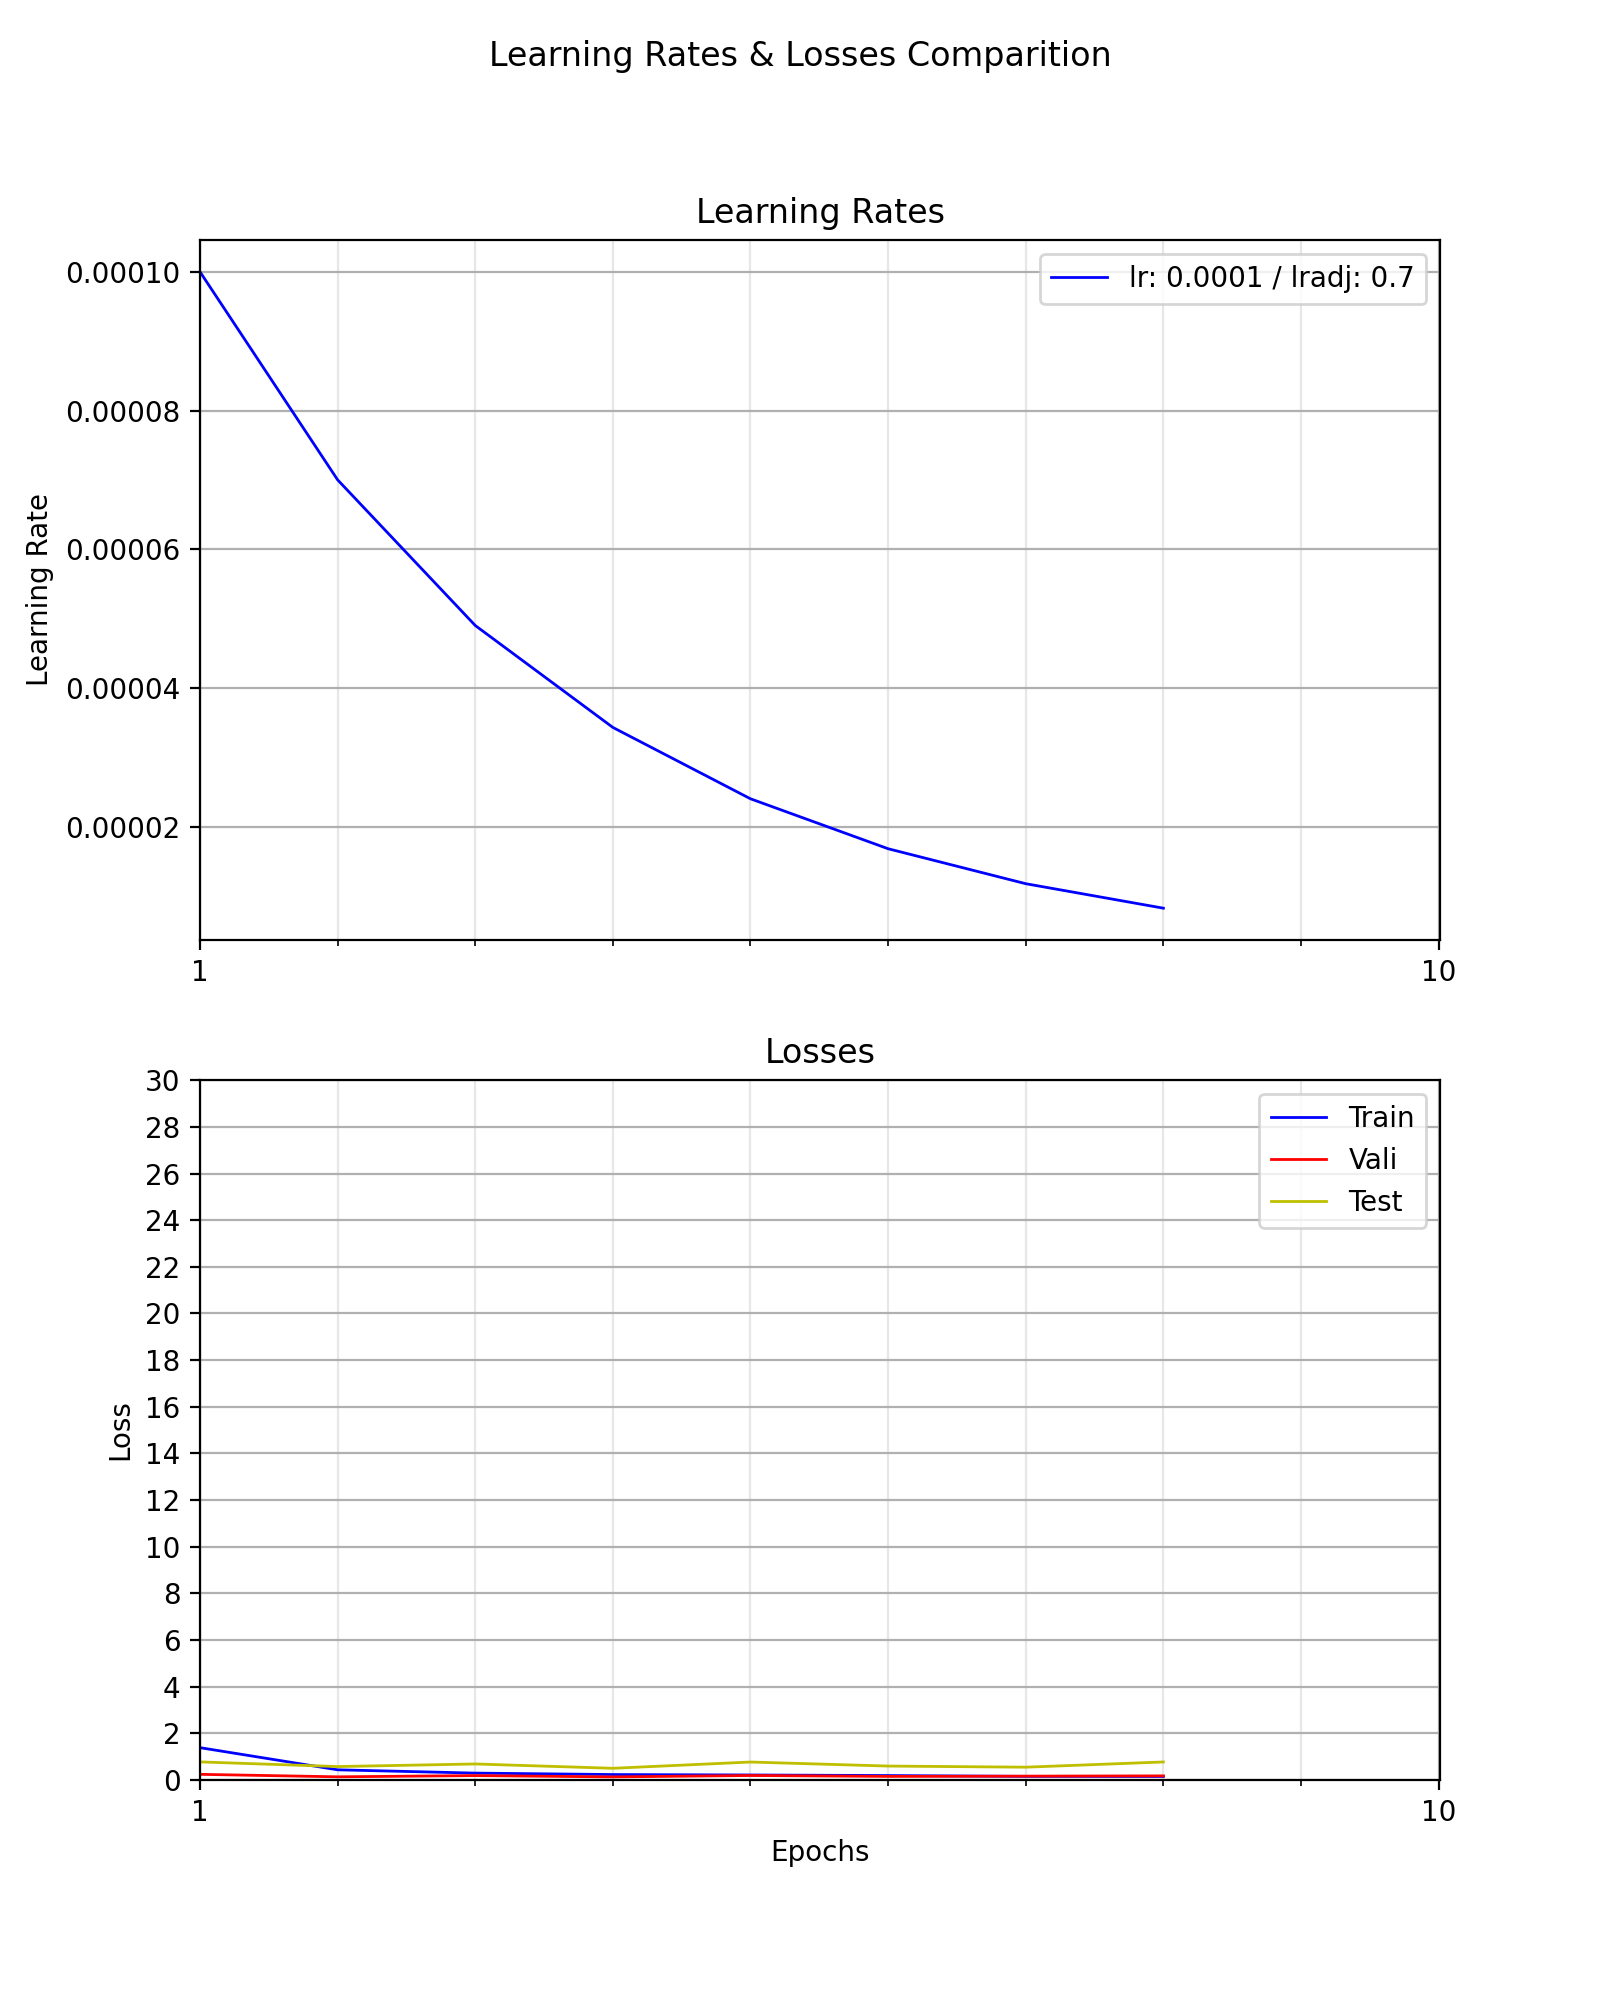 Learning Rates & Losses Comparition
Learning Rates
lr: 0.0001 / lradj: 0.7
0.00010
0.00008
0.00006
0.00004
0.00002
Learning Rate
1
10
Losses
Train
Vali
Test
30
28
26
24
22
20
18
16
14
12
10
8
6
4
2
0
Loss
1
10
Epochs